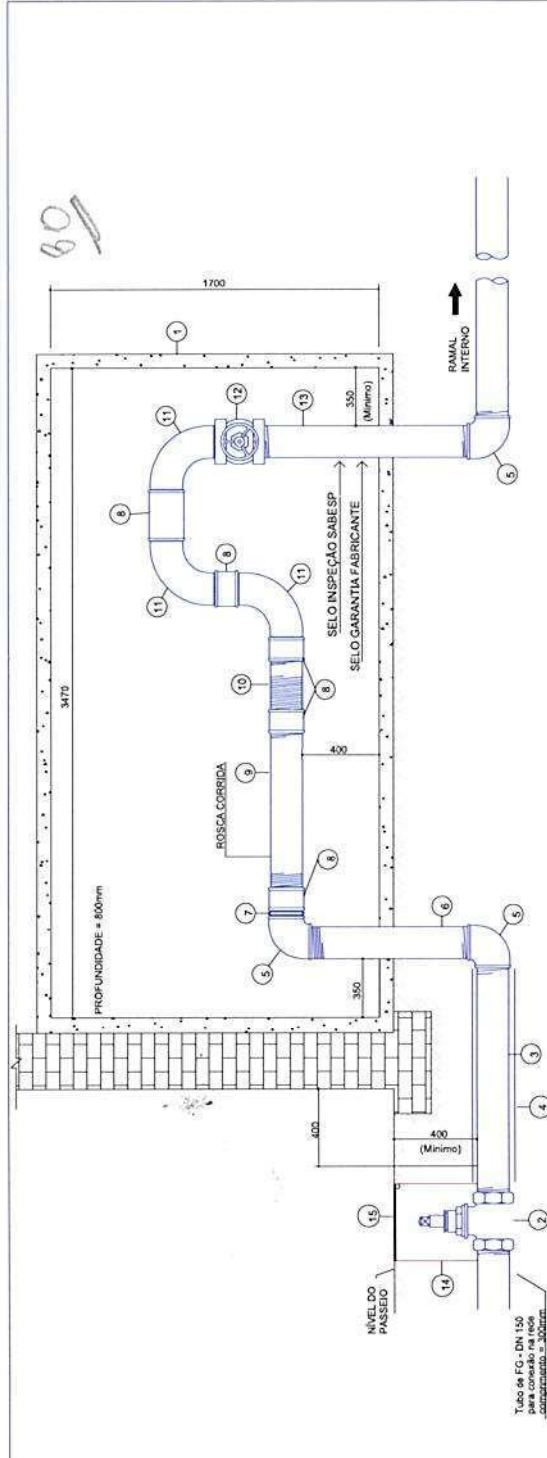 80
1700
1
3470
PROFUNDIDADE = 800mm
11
12
13
350
(Mínimo)
8
11
8
11
SELO INSPEÇÃO SABESP
SELO GARANTIA FABRICANTE
10
8
9
ROSCA CORRIDA
400
8
7
5
6
350
5
5
RAMAL
INTERNO
400
400
(Mínimo)
3
4
2
15
14
NÍVEL DO
PASSEIO
Tubo de FG - DN 150
para conexão na rede
comprimento = 300mm